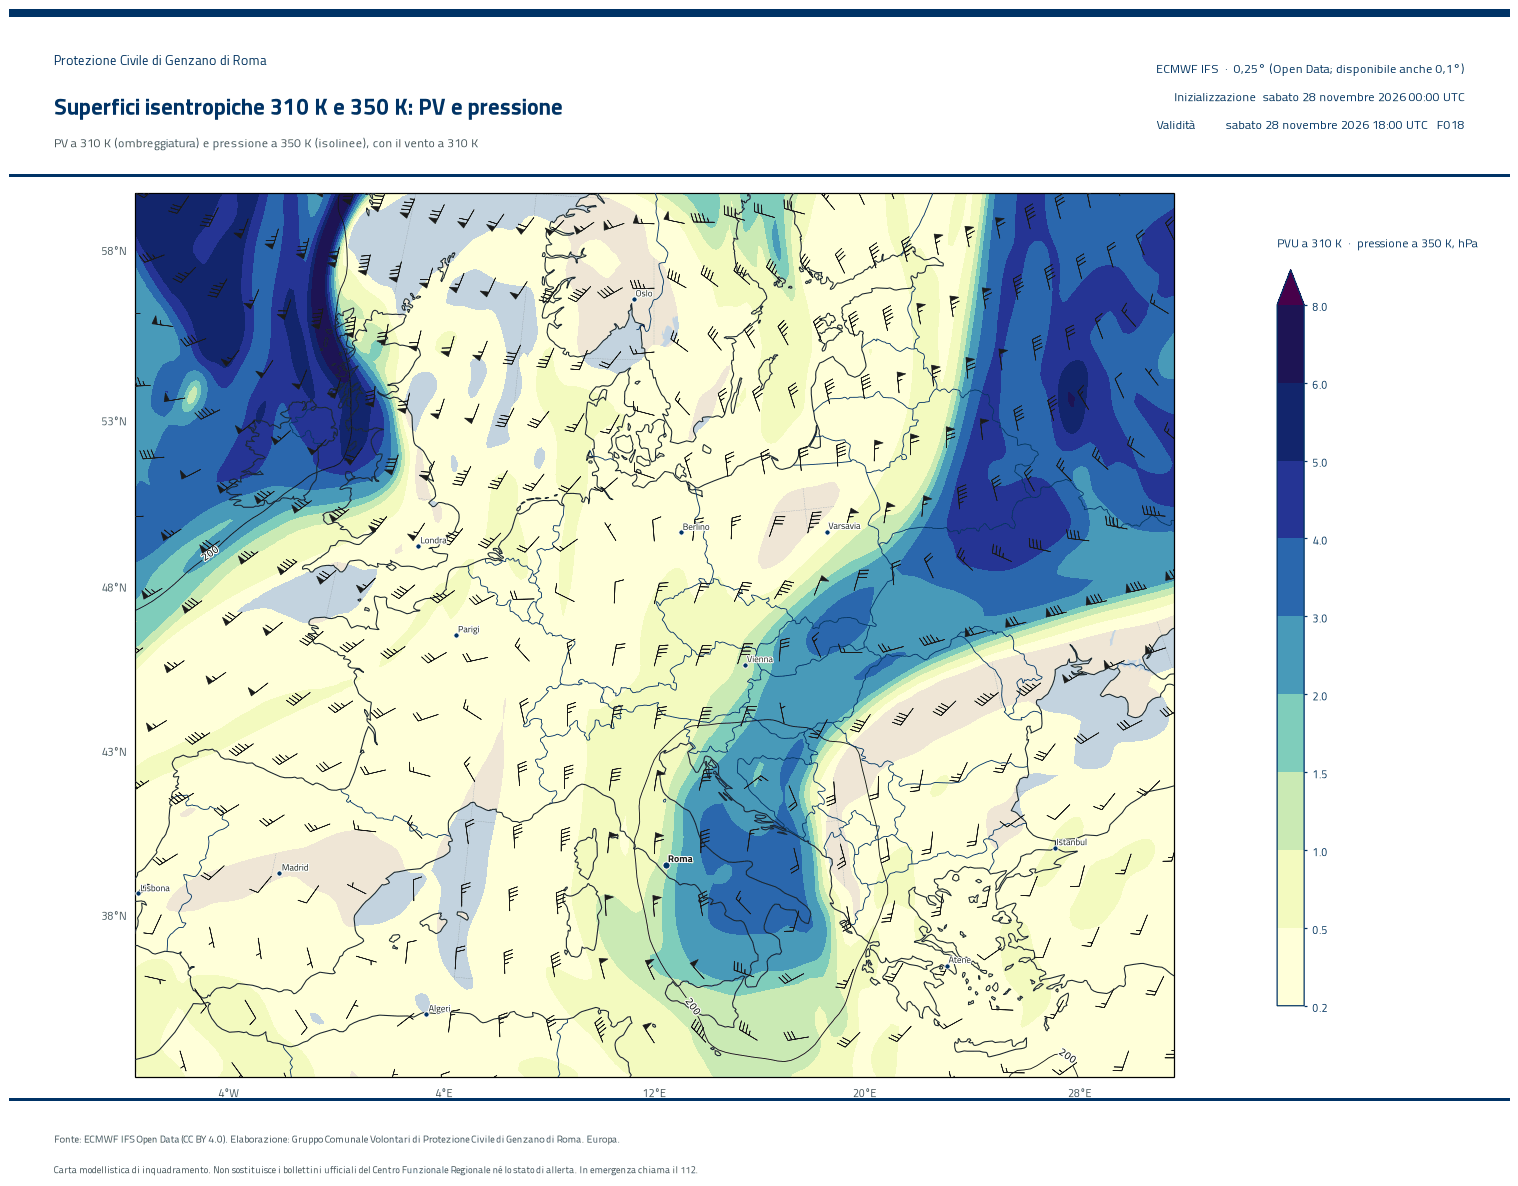 Protezione Civile di Genzano di Roma
Superfici isentropiche 310 K e 350 K: PV e pressione
PV a 310 K (ombreggiatura) e pressione a 350 K (isolinee), con il vento a 310 K
ECMWF IFS · 0,25° (Open Data; disponibile anche 0,1°)
Inizializzazione sabato 28 novembre 2026 00:00 UTC
Validità sabato 28 novembre 2026 18:00 UTC F018
PVU a 310 K · pressione a 350 K, hPa
58°N
53°N
48°N
43°N
38°N
4°W
4°E
12°E
20°E
28°E
Oslo
Berlino
Varsavia
Londra
Parigi
Vienna
Roma
Madrid
Lisbona
Istanbul
Atene
Algeri
200
200
200
8.0
6.0
5.0
4.0
3.0
2.0
1.5
1.0
0.5
0.2
Fonte: ECMWF IFS Open Data (CC BY 4.0). Elaborazione: Gruppo Comunale Volontari di Protezione Civile di Genzano di Roma. Europa.
Carta modellistica di inquadramento. Non sostituisce i bollettini ufficiali del Centro Funzionale Regionale né lo stato di allerta. In emergenza chiama il 112.